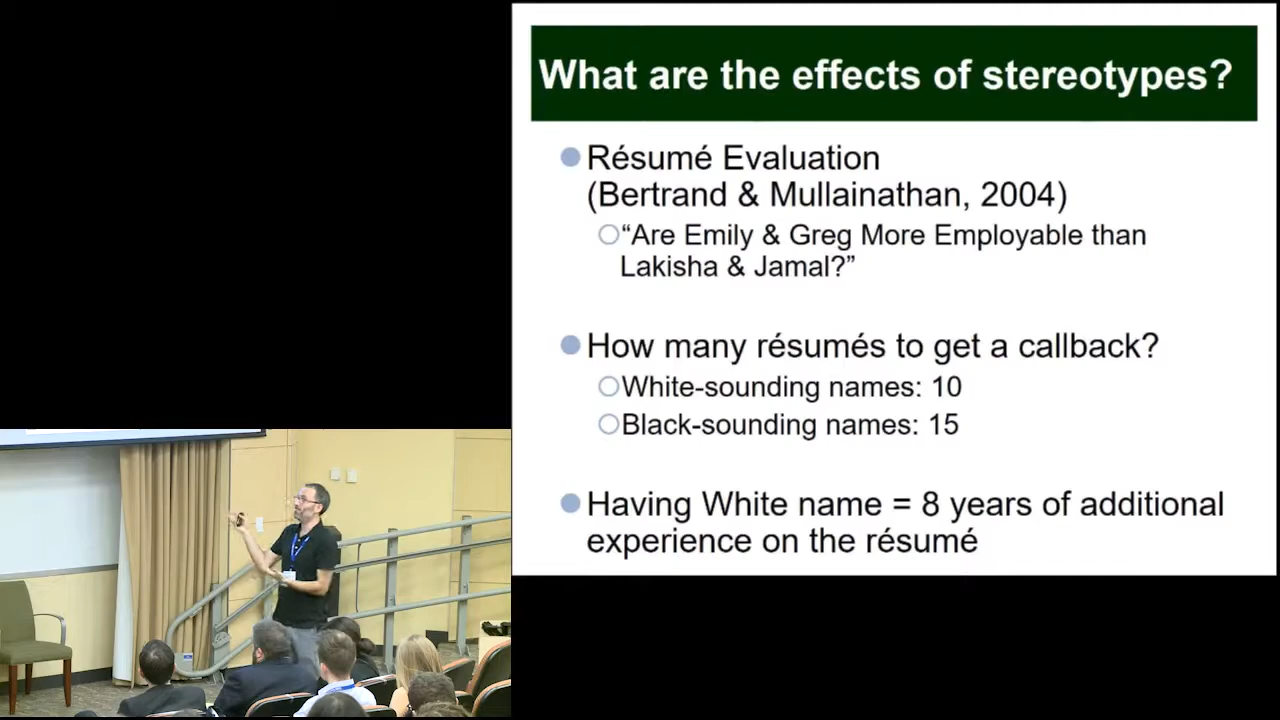 What are the effects of stereotypes?
Résumé Evaluation
(Bertrand & Mullainathan, 2004)
“Are Emily & Greg More Employable than
Lakisha & Jamal?”
How many résumés to get a callback?
White-sounding names: 10
Black-sounding names: 15
Having White name = 8 years of additional
experience on the résumé